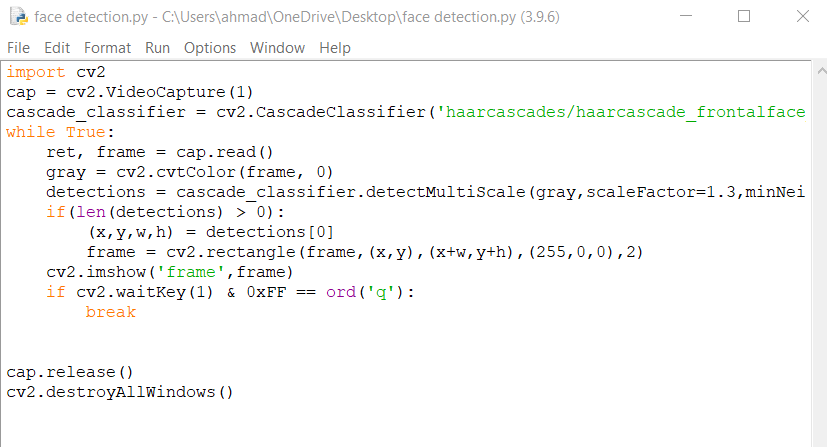 face detection.py - C:\Users\ahmad\OneDrive\Desktop\face detection.py (3.9.6)
File Edit Format Run Options Window Help
import cv2
cap = cv2.VideoCapture(1)
cascade_classifier = cv2.CascadeClassifier('haarcascades/haarcascade_frontalface
while True:
    ret, frame = cap.read()
    gray = cv2.cvtColor(frame, 0)
    detections = cascade_classifier.detectMultiScale(gray,scaleFactor=1.3,minNei
    if(len(detections) > 0):
        (x,y,w,h) = detections[0]
        frame = cv2.rectangle(frame,(x,y),(x+w,y+h),(255,0,0),2)
    cv2.imshow('frame',frame)
    if cv2.waitKey(1) & 0xFF == ord('q'):
        break
cap.release()
cv2.destroyAllWindows()